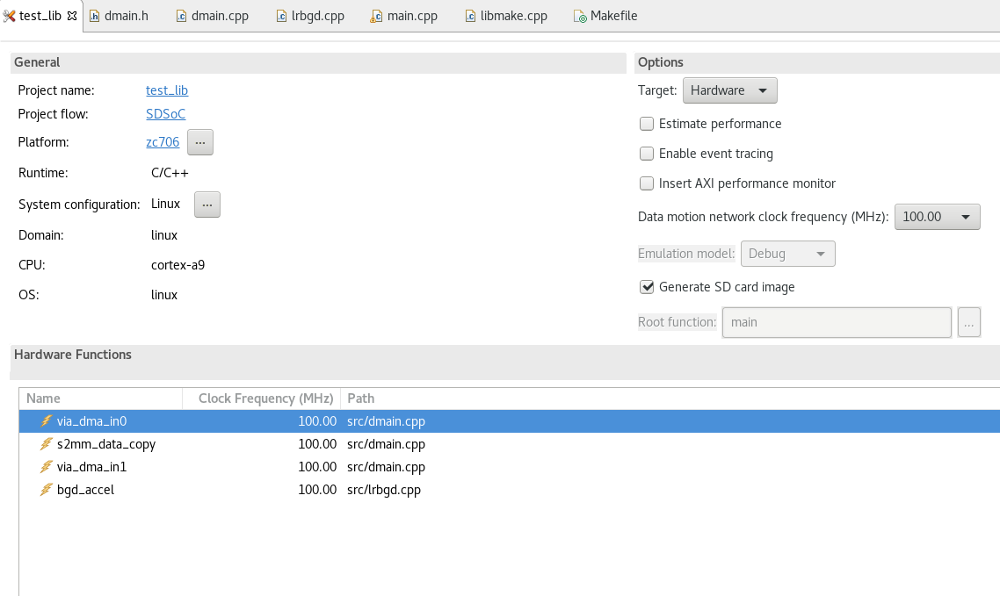 test_lib dmain.h dmain.cpp lrbgd.cpp main.cpp libmake.cpp Makefile
General
Project name: test_lib
Project flow: SDSoC
Platform: zc706 ...
Runtime: C/C++
System configuration: Linux ...
Domain: linux
CPU: cortex-a9
OS: linux
Options
Target: Hardware
Estimate performance
Enable event tracing
Insert AXI performance monitor
Data motion network clock frequency (MHz): 100.00
Emulation model: Debug
Generate SD card image
Root function: main ...
Hardware Functions
Name Clock Frequency (MHz) Path
via_dma_in0 100.00 src/dmain.cpp
s2mm_data_copy 100.00 src/dmain.cpp
via_dma_in1 100.00 src/dmain.cpp
bgd_accel 100.00 src/lrbgd.cpp